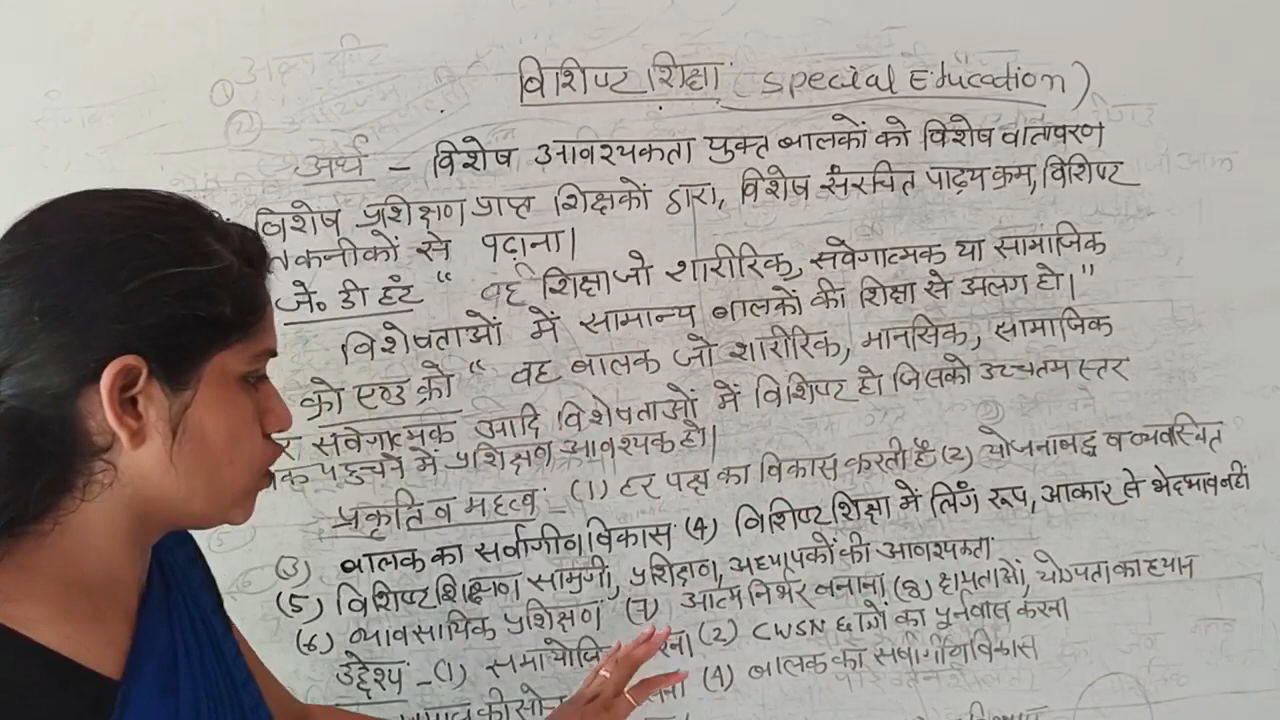 विशिष्ट शिक्षा (Special Education)
अर्थ - विशेष आवश्यकता युक्त बालकों को विशेष वातावरण
विशेष प्रशिक्षण प्राप्त शिक्षकों द्वारा, विशेष संरचित पाठ्यक्रम, विशिष्ट
तकनीकों से पढ़ाना।
जे० डी हंट " वह शिक्षा जो शारीरिक, संवेगात्मक या सामाजिक
विशेषताओं में सामान्य बालकों की शिक्षा से अलग हो।"
क्रो एण्ड क्रो " वह बालक जो शारीरिक, मानसिक, सामाजिक
संवेगात्मक आदि विशेषताओं में विशिष्ट हो जिसको उच्चतम स्तर
तक पहुचने में प्रशिक्षण आवश्यक हो।
प्रकृति व महत्व - (1) हर पक्ष का विकास करती है (2) योजनाबद्ध व व्यवस्थित
(3) बालक का सर्वागीण विकास (4) विशिष्ट शिक्षा में लिंग रूप, आकार से भेदभाव नहीं
(5) विशिष्ट शिक्षण सामग्री, प्रशिक्षण, अध्यापकों की आवश्यकता
(6) व्यावसायिक प्रशिक्षण (7) आत्मनिर्भर बनाना (8) क्षमताओं, योग्यता का ध्यान
उद्देश्य - (1) (2) CWSN छात्रों का पुर्नवास करना
की सोच (4) बालक का सर्वागीण विकास